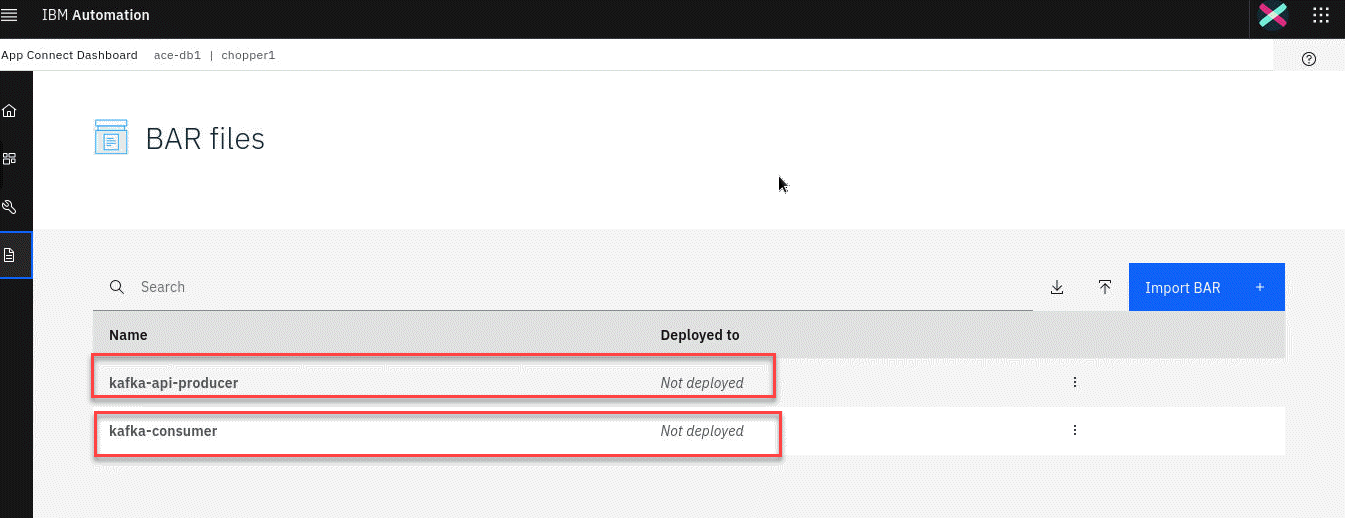 IBM Automation
App Connect Dashboard ace-db1 | chopper1
BAR files
Search
Import BAR +
Name Deployed to
kafka-api-producer Not deployed
kafka-consumer Not deployed